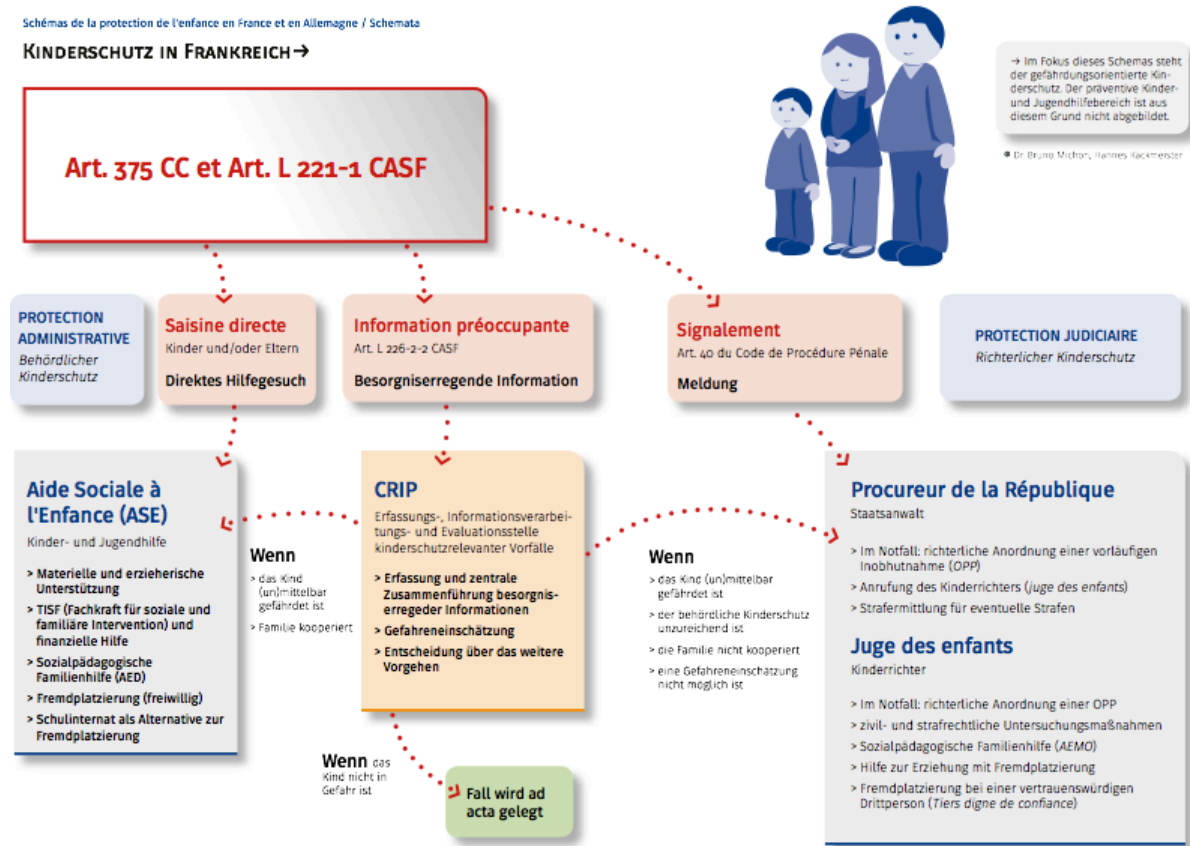 Schémas de la protection de l'enfance en France et en Allemagne / Schemata
KINDERSCHUTZ IN FRANKREICH→
→ Im Fokus dieses Schemas steht
der gefährdungsorientierte Kin-
derschutz. Der präventive Kinder-
und Jugendhilfebereich ist aus
diesem Grund nicht abgebildet.
Dr. Bruno Michon, Hannes Käckmeister
Art. 375 CC et Art. L 221-1 CASF
PROTECTION
ADMINISTRATIVE
Behördlicher
Kinderschutz
Saisine directe
Kinder und/oder Eltern
Direktes Hilfegesuch
Information préoccupante
Art. L 226-2-2 CASF
Besorgniserregende Information
Signalement
Art. 40 du Code de Procédure Pénale
Meldung
PROTECTION JUDICIAIRE
Richterlicher Kinderschutz
Aide Sociale à
l'Enfance (ASE)
Kinder- und Jugendhilfe
> Materielle und erzieherische
Unterstützung
> TISF (Fachkraft für soziale und
familiäre Intervention) und
finanzielle Hilfe
> Sozialpädagogische
Familienhilfe (AED)
> Fremdplatzierung (freiwillig)
> Schulinternat als Alternative zur
Fremdplatzierung
Wenn
> das Kind
(un)mittelbar
gefährdet ist
> Familie kooperiert
CRIP
Erfassungs-, Informationsverarbei-
tungs- und Evaluationsstelle
kinderschutzrelevanter Vorfälle
> Erfassung und zentrale
Zusammenführung besorgnis-
erregeder Informationen
> Gefahreneinschätzung
> Entscheidung über das weitere
Vorgehen
Wenn
> das Kind (un)mittelbar
gefährdet ist
> der behördliche Kinderschutz
unzureichend ist
> die Familie nicht kooperiert
> eine Gefahreneinschätzung
nicht möglich ist
Procureur de la République
Staatsanwalt
> Im Notfall: richterliche Anordnung einer vorläufigen
Inobhutnahme (OPP)
> Anrufung des Kinderrichters (juge des enfants)
> Strafermittlung für eventuelle Strafen
Juge des enfants
Kinderrichter
> Im Notfall: richterliche Anordnung einer OPP
> zivil- und strafrechtliche Untersuchungsmaßnahmen
> Sozialpädagogische Familienhilfe (AEMO)
> Hilfe zur Erziehung mit Fremdplatzierung
> Fremdplatzierung bei einer vertrauenswürdigen
Drittperson (Tiers digne de confiance)
Wenn das
Kind nicht in
Gefahr ist
Fall wird ad
acta gelegt